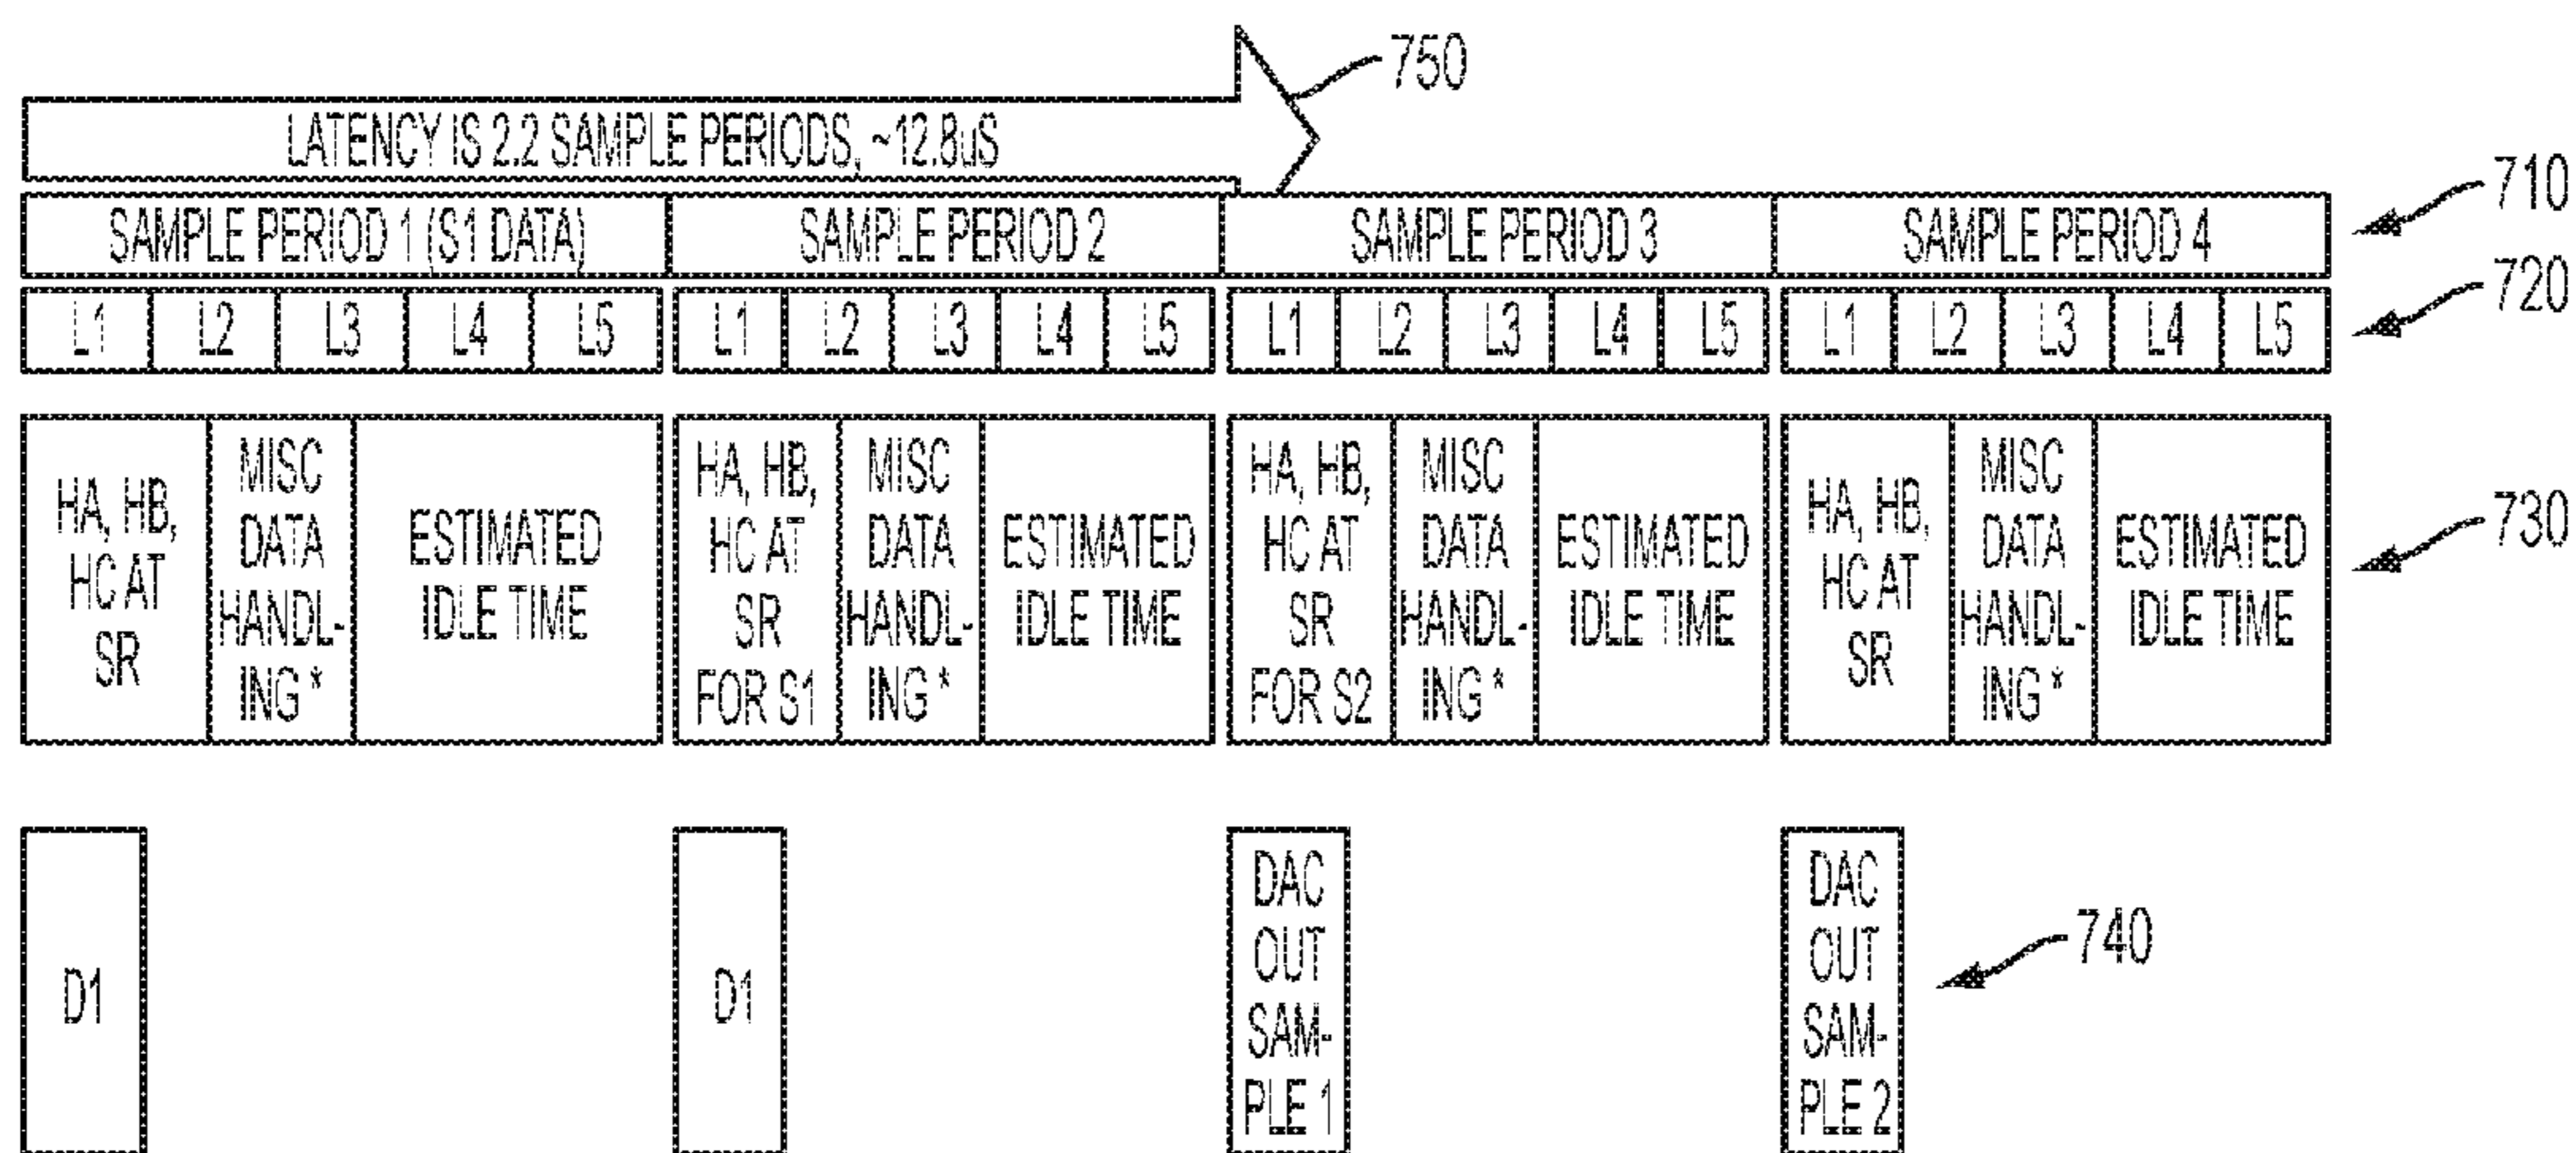 750
LATENCY IS 2.2 SAMPLE PERIODS, ~12.8uS
710
SAMPLE PERIOD 1 (S1 DATA) SAMPLE PERIOD 2 SAMPLE PERIOD 3 SAMPLE PERIOD 4
720
L1 L2 L3 L4 L5 L1 L2 L3 L4 L5 L1 L2 L3 L4 L5 L1 L2 L3 L4 L5
HA, HB,
HC AT
SR
MISC
DATA
HANDL-
ING *
ESTIMATED
IDLE TIME
HA, HB,
HC AT
SR
FOR S1
MISC
DATA
HANDL-
ING *
ESTIMATED
IDLE TIME
HA, HB,
HC AT
SR
FOR S2
MISC
DATA
HANDL-
ING *
ESTIMATED
IDLE TIME
HA, HB,
HC AT
SR
MISC
DATA
HANDL-
ING *
ESTIMATED
IDLE TIME
730
D1
D1
DAC
OUT
SAM-
PLE 1
DAC
OUT
SAM-
PLE 2
740